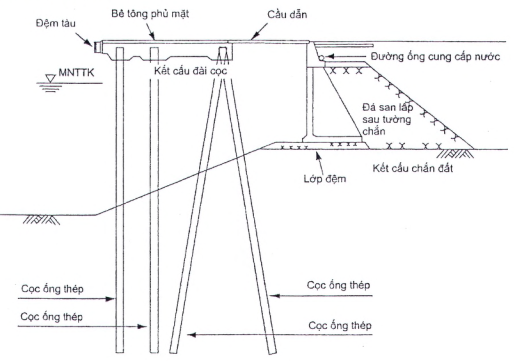 Bê tông phủ mặt
Cầu dẫn
Đệm tàu
Đường ống cung cấp nước
MNTTK
Kết cấu đài cọc
Đá san lấp
sau tường
chắn
Kết cấu chắn đất
Lớp đệm
Cọc ống thép
Cọc ống thép
Cọc ống thép
Cọc ống thép